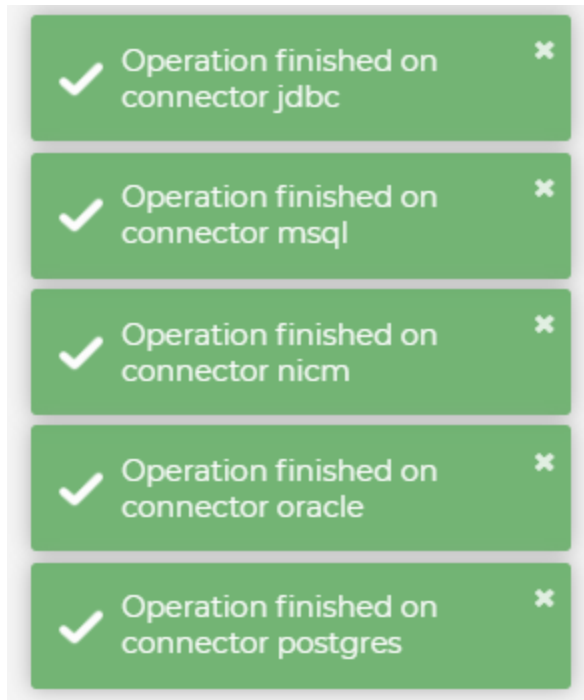 Operation finished on
connector jdbc
Operation finished on
connector msql
Operation finished on
connector nicm
Operation finished on
connector oracle
Operation finished on
connector postgres